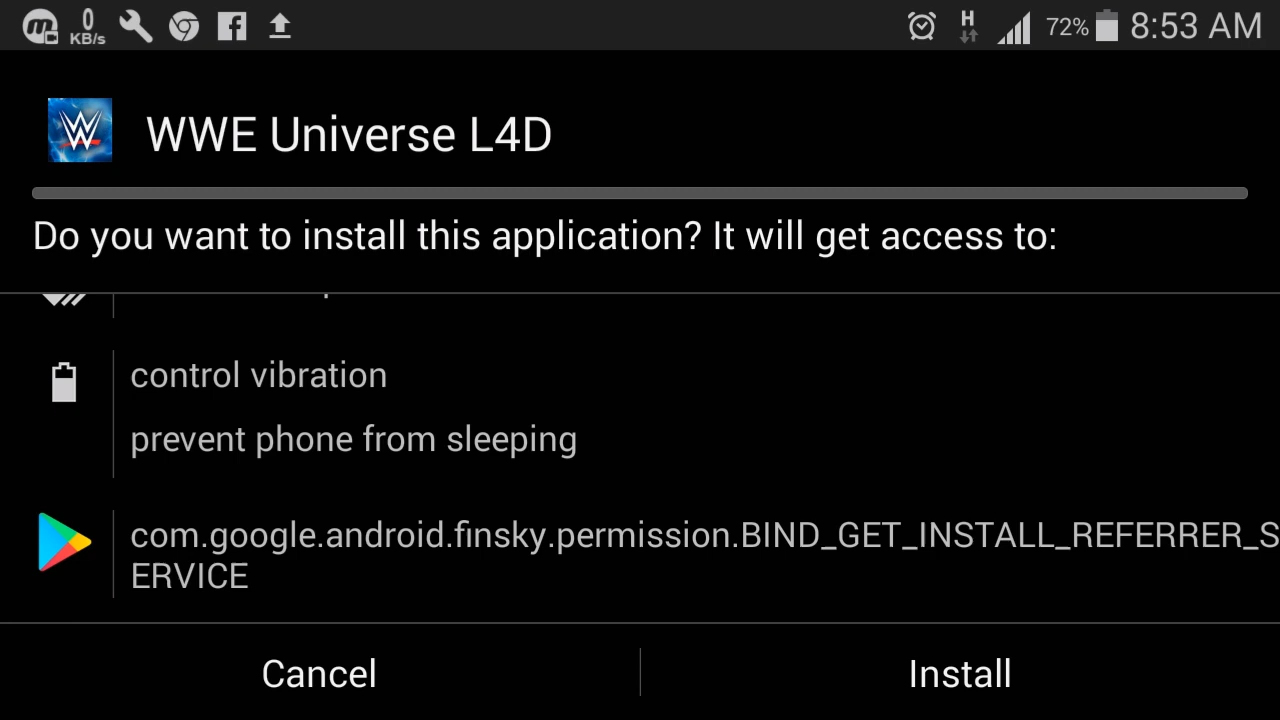 0
KB/s
H
72%
8:53 AM
WWE Universe L4D
Do you want to install this application? It will get access to:
control vibration
prevent phone from sleeping
com.google.android.finsky.permission.BIND_GET_INSTALL_REFERRER_S
ERVICE
Cancel
Install